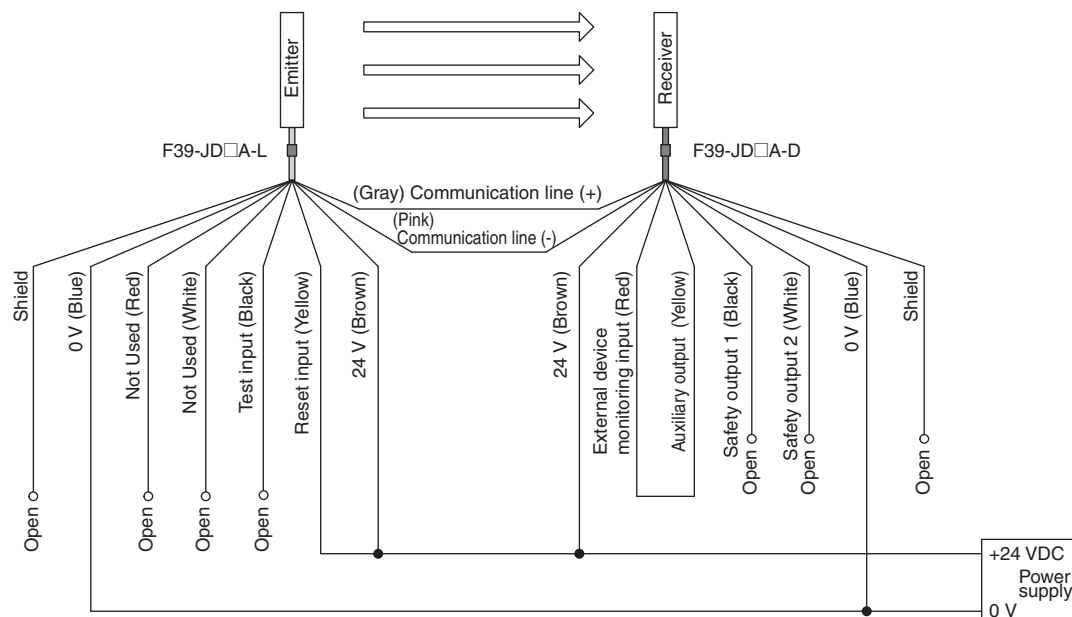 Emitter
Receiver
F39-JD□A-L
F39-JD□A-D
(Gray) Communication line (+)
(Pink)
Communication line (-)
Shield
0 V (Blue)
Not Used (Red)
Not Used (White)
Test input (Black)
Reset input (Yellow)
24 V (Brown)
24 V (Brown)
External device
monitoring input (Red)
Auxiliary output (Yellow)
Safety output 1 (Black)
Safety output 2 (White)
0 V (Blue)
Shield
Open
Open
Open
Open
Open
Open
Open
+24 VDC
Power
supply
0 V